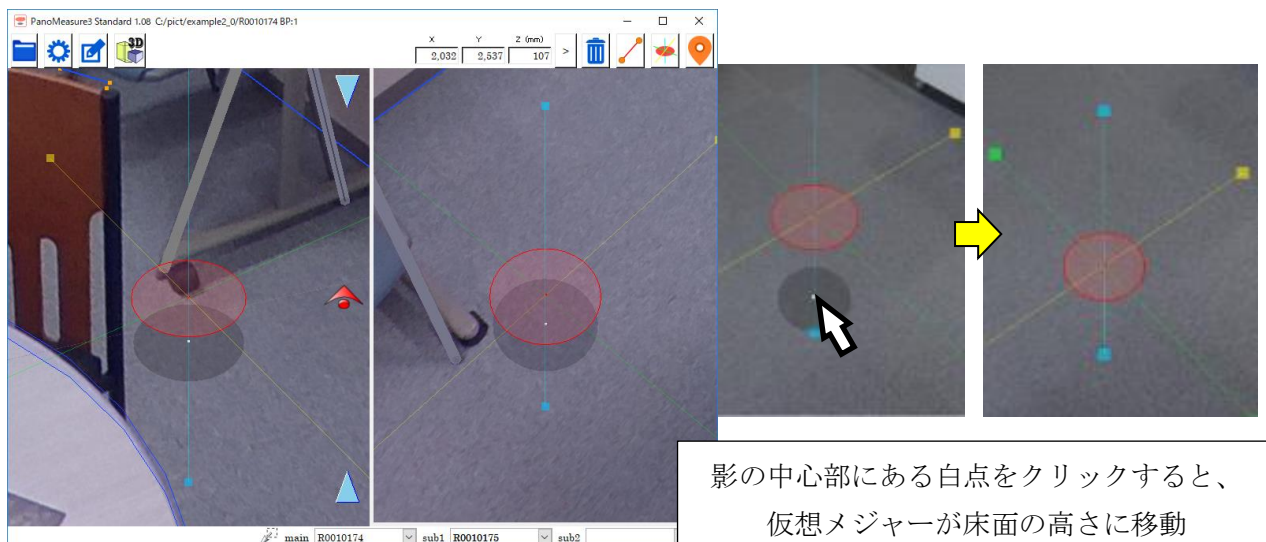 PanoMeasure3 Standard 1.08 C:/pict/example2_0/R0010174 BP:1
X Y Z (mm)
2,032 2,537 107 >
3D
main R0010174 sub1 R0010175 sub2
影の中心部にある白点をクリックすると、
仮想メジャーが床面の高さに移動